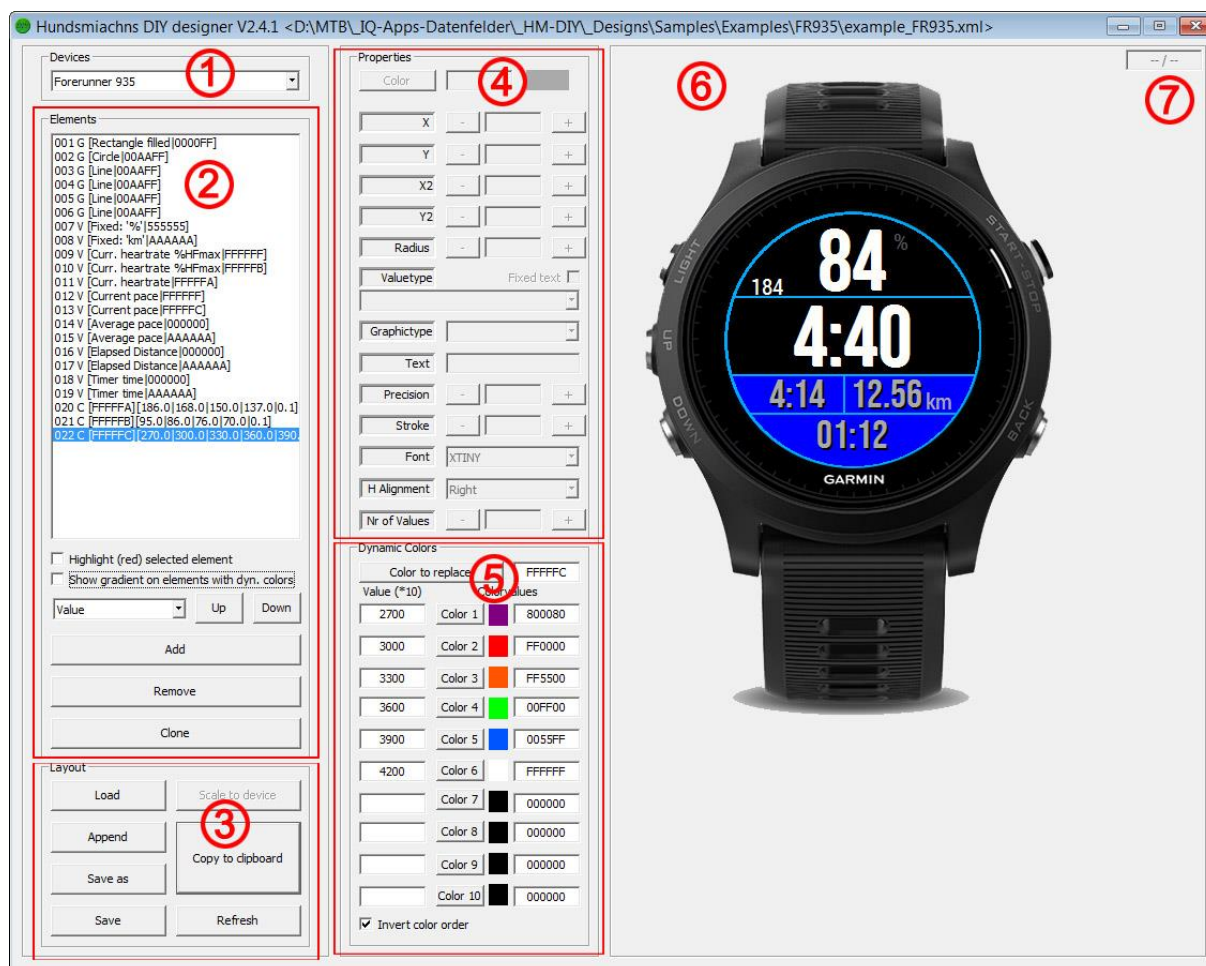 Hundsmiachns DIY designer V2.4.1 <D:\MTB\_IQ-Apps-Datenfelder\_HM-DIY\_Designs\Samples\Examples\FR935\example_FR935.xml>
Devices
Forerunner 935
1
Elements
001 G [Rectangle filled|0000FF]
002 G [Circle|00AAFF]
003 G [Line|00AAFF]
004 G [Line|00AAFF]
005 G [Line|00AAFF]
006 G [Line|00AAFF]
007 V [Fixed: '%'|555555]
008 V [Fixed: 'km'|AAAAAA]
009 V [Curr. heartrate %HFmax|FFFFFF]
010 V [Curr. heartrate %HFmax|FFFFFB]
011 V [Curr. heartrate|FFFFFA]
012 V [Current pace|FFFFFF]
013 V [Current pace|FFFFFC]
014 V [Average pace|000000]
015 V [Average pace|AAAAAA]
016 V [Elapsed Distance|000000]
017 V [Elapsed Distance|AAAAAA]
018 V [Timer time|000000]
019 V [Timer time|AAAAAA]
020 C [FFFFFA][186.0|168.0|150.0|137.0|0.1]
021 C [FFFFFB][95.0|86.0|76.0|70.0|0.1]
022 C [FFFFFC][270.0|300.0|330.0|360.0|390.
2
Highlight (red) selected element
Show gradient on elements with dyn. colors
Value Up Down
Add
Remove
Clone
Layout
Load Scale to device
Append Copy to clipboard
Save as
Save Refresh
3
Properties
Color
4
X - +
Y - +
X2 - +
Y2 - +
Radius - +
Valuetype Fixed text
Graphictype
Text
Precision - +
Stroke - +
Font XTINY
H Alignment Right
Nr of Values - +
Dynamic Colors
Color to replace FFFFFC
5
Value (*10) Colorvalues
2700 Color 1 800080
3000 Color 2 FF0000
3300 Color 3 FF5500
3600 Color 4 00FF00
3900 Color 5 0055FF
4200 Color 6 FFFFFF
Color 7 000000
Color 8 000000
Color 9 000000
Color 10 000000
Invert color order
6
-- / --
7
LIGHT
UP
DOWN
START·STOP
BACK
84 %
184
4:40
4:14 12.56 km
01:12
GARMIN